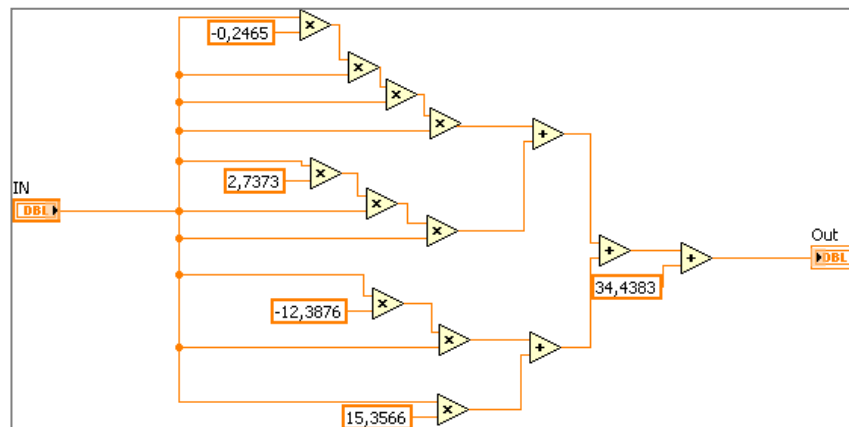 -0,2465
2,7373
IN
DBL
Out
DBL
34,4383
-12,3876
15,3566